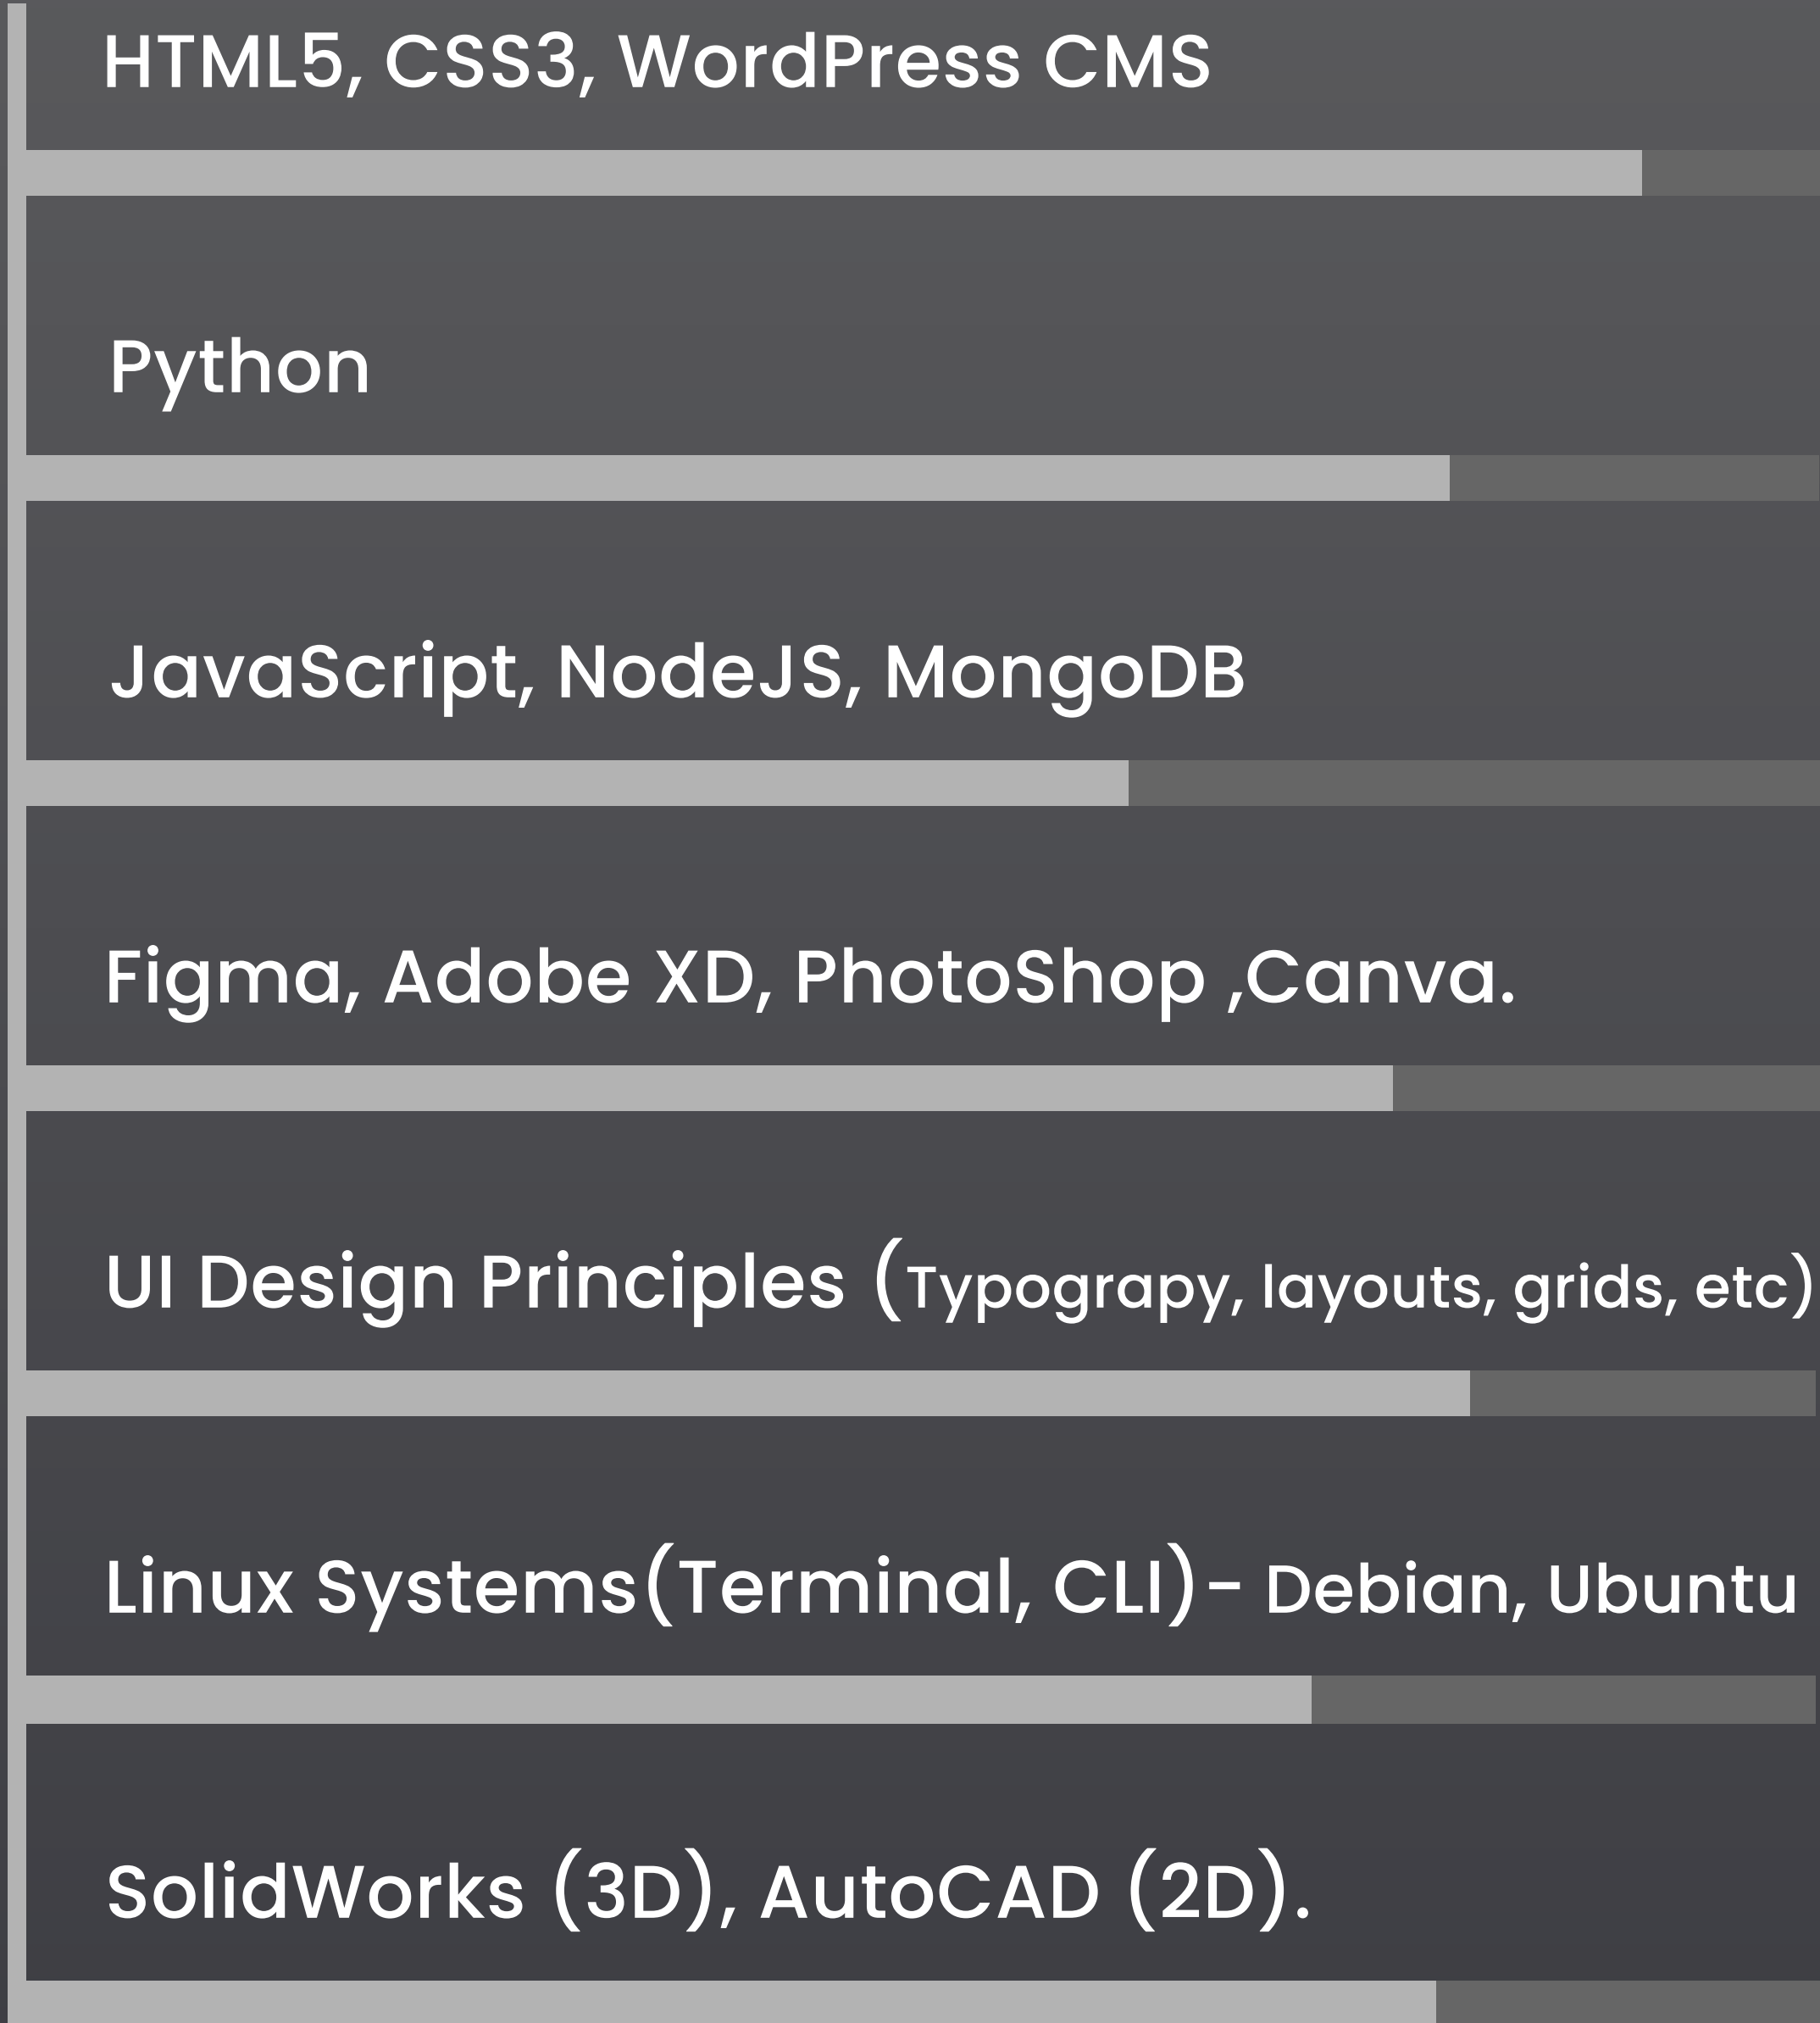 HTML5, CSS3, WordPress CMS
Python
JavaScript, NodeJS, MongoDB
Figma, Adobe XD, PhotoShop ,Canva.
UI Design Principles (Typograpy, layouts, grids, etc)
Linux Systems(Terminal, CLI)- Debian, Ubuntu
SolidWorks (3D), AutoCAD (2D).